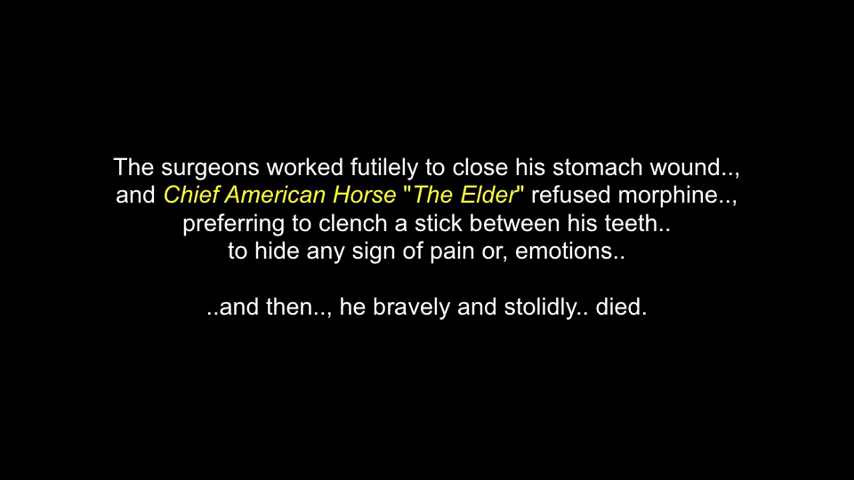 The surgeons worked futilely to close his stomach wound..,
and Chief American Horse "The Elder" refused morphine..,
preferring to clench a stick between his teeth..
to hide any sign of pain or, emotions..
..and then.., he bravely and stolidly.. died.